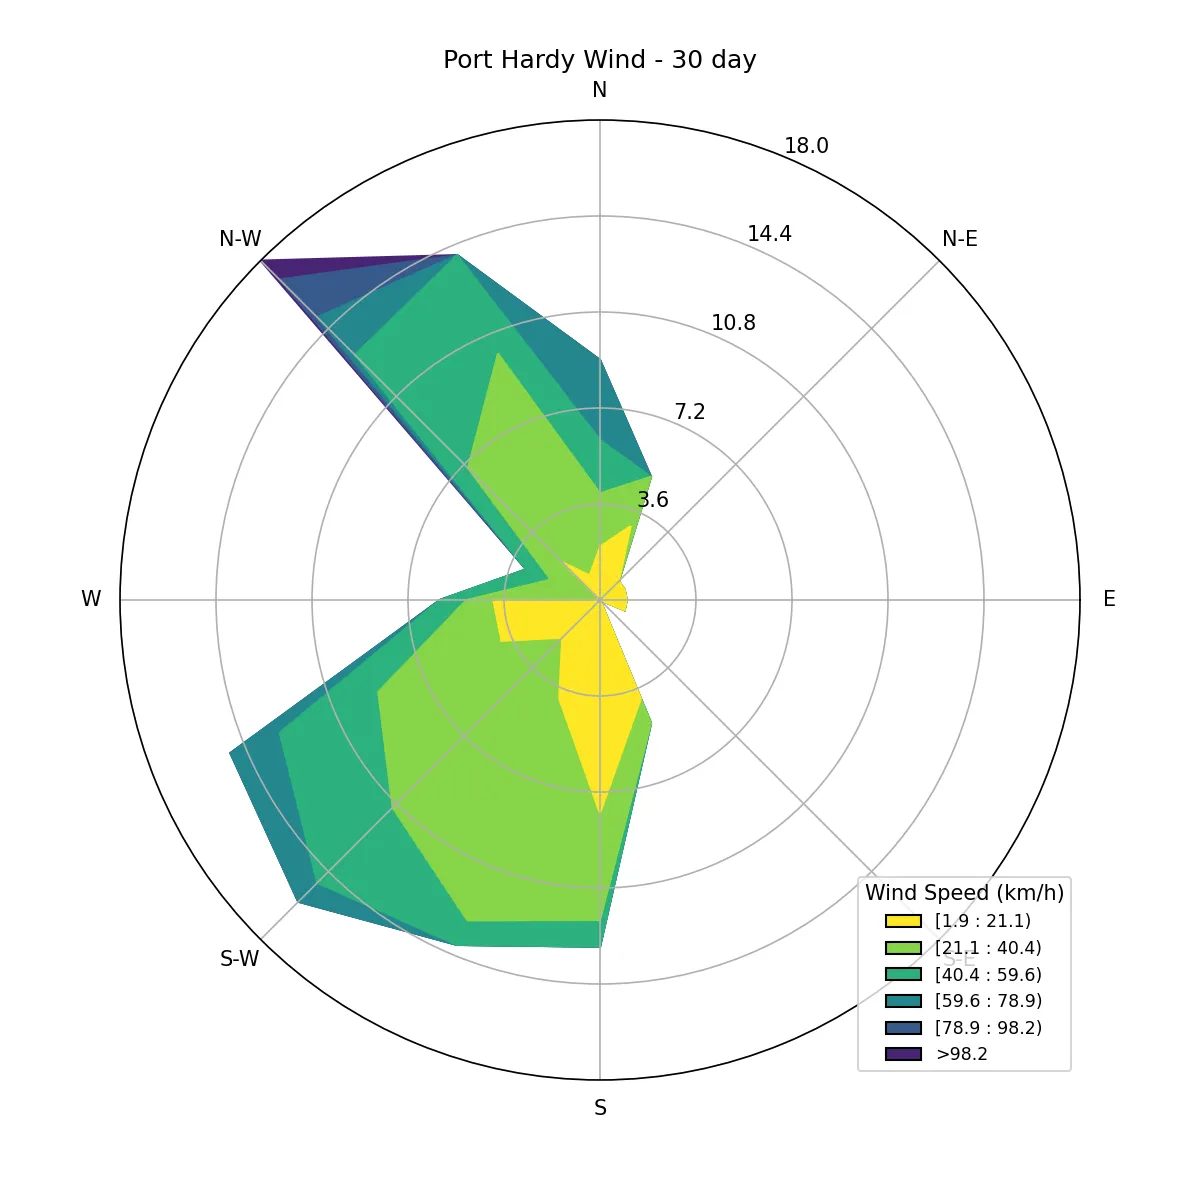 Port Hardy Wind - 30 day
N
18.0
14.4
N-W
N-E
10.8
7.2
3.6
W
E
S-W
S-E
S
Wind Speed (km/h)
[1.9 : 21.1)
[21.1 : 40.4)
[40.4 : 59.6)
[59.6 : 78.9)
[78.9 : 98.2)
>98.2